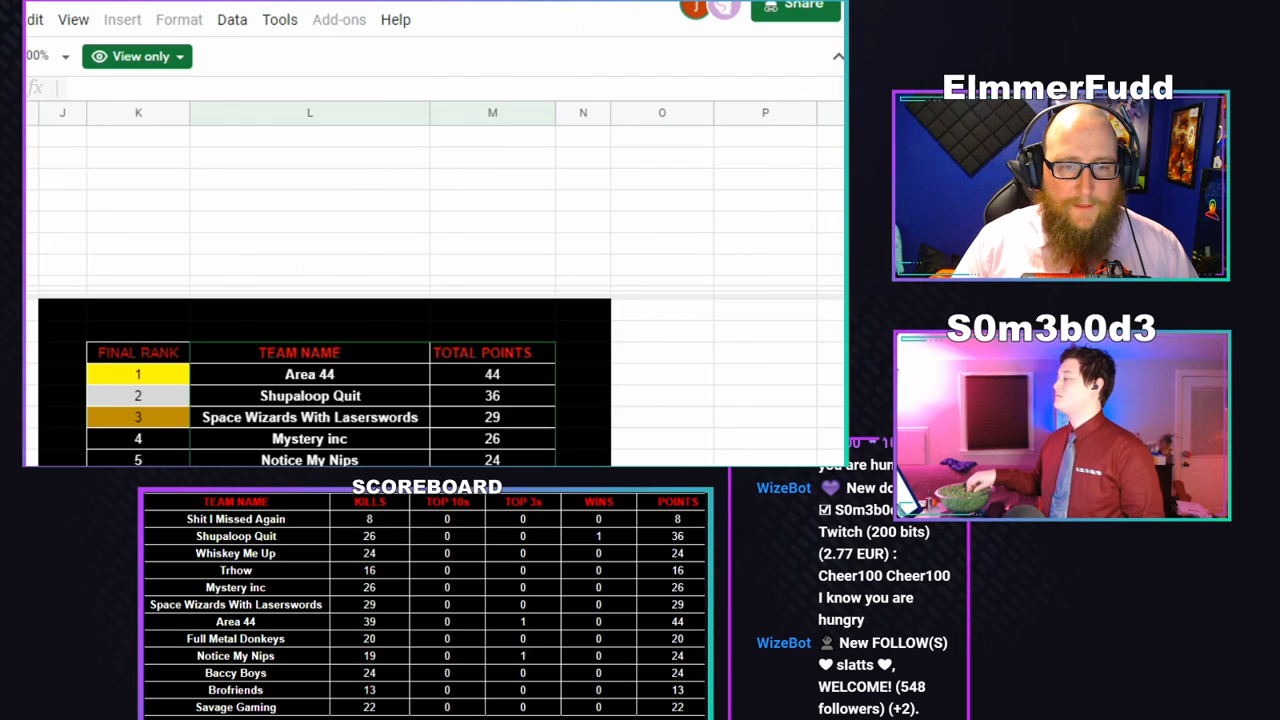 dit View Insert Format Data Tools Add-ons Help
J
Share
00% View only
fx
J K L M N O P
FINAL RANK TEAM NAME TOTAL POINTS
1 Area 44 44
2 Shupaloop Quit 36
3 Space Wizards With Laserswords 29
4 Mystery inc 26
5 Notice My Nips 24
SCOREBOARD
TEAM NAME KILLS TOP 10s TOP 3s WINS POINTS
Shit I Missed Again 8 0 0 0 8
Shupaloop Quit 26 0 0 1 36
Whiskey Me Up 24 0 0 0 24
Trhow 16 0 0 0 16
Mystery inc 26 0 0 0 26
Space Wizards With Laserswords 29 0 0 0 29
Area 44 39 0 1 0 44
Full Metal Donkeys 20 0 0 0 20
Notice My Nips 19 0 1 0 24
Baccy Boys 24 0 0 0 24
Brofriends 13 0 0 0 13
Savage Gaming 22 0 0 0 22
ElmmerFudd
S0m3b0d3
you are hun
WizeBot 💜 New do
☑ S0m3b0
Twitch (200 bits)
(2.77 EUR) :
Cheer100 Cheer100
I know you are
hungry
WizeBot New FOLLOW(S)
♥ slatts ♥,
WELCOME! (548
followers) (+2).